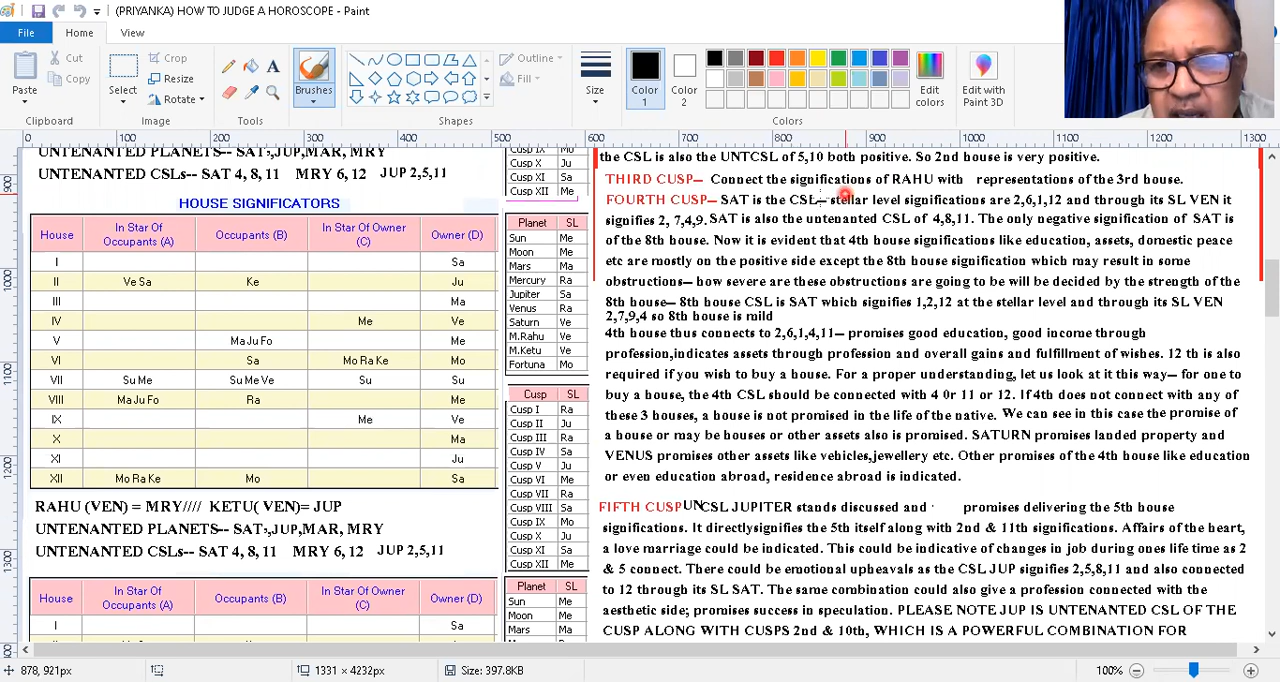 (PRIYANKA) HOW TO JUDGE A HOROSCOPE - Paint
File Home View
Paste Cut Copy Clipboard
Select Crop Resize Rotate Image
Tools
Brushes
Outline Fill Shapes
Size
Color 1 Color 2 Colors
Edit colors
Edit with Paint 3D
0 100 200 300 400 500 600 700 800 900 1000 1100 1200 1300
900 1000 1100 1200 1300
UNTENANTED PLANETS-- SAT, JUP, MAR, MRY
UNTENANTED CSLs-- SAT 4, 8, 11 MRY 6, 12 JUP 2,5,11
HOUSE SIGNIFICATORS
House In Star Of Occupants (A) Occupants (B) In Star Of Owner (C) Owner (D)
I Sa
II Ve Sa Ke Ju
III Ma
IV Me Ve
V Ma Ju Fo Me
VI Sa Mo Ra Ke Mo
VII Su Me Su Me Ve Su Su
VIII Ma Ju Fo Ra Me
IX Me Ve
X Ma
XI Ju
XII Mo Ra Ke Mo Sa
RAHU (VEN) = MRY//// KETU( VEN)= JUP
UNTENANTED PLANETS-- SAT,JUP,MAR, MRY
UNTENANTED CSLs-- SAT 4, 8, 11 MRY 6, 12 JUP 2,5,11
House In Star Of Occupants (A) Occupants (B) In Star Of Owner (C) Owner (D)
I Sa
II Ve Sa Ke Ju
Cusp IX Mo
Cusp X Ju
Cusp XI Sa
Cusp XII Me
Planet SL
Sun Me
Moon Me
Mars Ma
Mercury Ra
Jupiter Sa
Venus Ra
Saturn Ve
M.Rahu Ve
M.Ketu Ve
Fortuna Mo
Cusp SL
Cusp I Ra
Cusp II Ju
Cusp III Ra
Cusp IV Sa
Cusp V Ju
Cusp VI Me
Cusp VII Ra
Cusp VIII Sa
Cusp IX Mo
Cusp X Ju
Cusp XI Sa
Cusp XII Me
Planet SL
Sun Me
Moon Me
Mars Ma
the CSL is also the UNTCSL of 5,10 both positive. So 2nd house is very positive.
THIRD CUSP-- Connect the significations of RAHU with representations of the 3rd house.
FOURTH CUSP-- SAT is the CSL-- stellar level significations are 2,6,1,12 and through its SL VEN it
signifies 2, 7,4,9. SAT is also the untenanted CSL of 4,8,11. The only negative signification of SAT is
of the 8th house. Now it is evident that 4th house significations like education, assets, domestic peace
etc are mostly on the positive side except the 8th house signification which may result in some
obstructions-- how severe are these obstructions are going to be will be decided by the strength of the
8th house-- 8th house CSL is SAT which signifies 1,2,12 at the stellar level and through its SL VEN
2,7,9,4 so 8th house is mild
4th house thus connects to 2,6,1,4,11-- promises good education, good income through
profession,indicates assets through profession and overall gains and fulfillment of wishes. 12 th is also
required if you wish to buy a house. For a proper understanding, let us look at it this way-- for one to
buy a house, the 4th CSL should be connected with 4 0r 11 or 12. If 4th does not connect with any of
these 3 houses, a house is not promised in the life of the native. We can see in this case the promise of
a house or may be houses or other assets also is promised. SATURN promises landed property and
VENUS promises other assets like vehicles,jewellery etc. Other promises of the 4th house like education
or even education abroad, residence abroad is indicated.
FIFTH CUSP UNCSL JUPITER stands discussed and promises delivering the 5th house
significations. It directlysignifies the 5th itself along with 2nd & 11th significations. Affairs of the heart,
a love marriage could be indicated. This could be indicative of changes in job during ones life time as 2
& 5 connect. There could be emotional upheavals as the CSL JUP signifies 2,5,8,11 and also connected
to 12 through its SL SAT. The same combination could also give a profession connected with the
aesthetic side; promises success in speculation. PLEASE NOTE JUP IS UNTENANTED CSL OF THE
CUSP ALONG WITH CUSPS 2nd & 10th, WHICH IS A POWERFUL COMBINATION FOR
878, 921px 1331 × 4232px Size: 397.8KB 100%